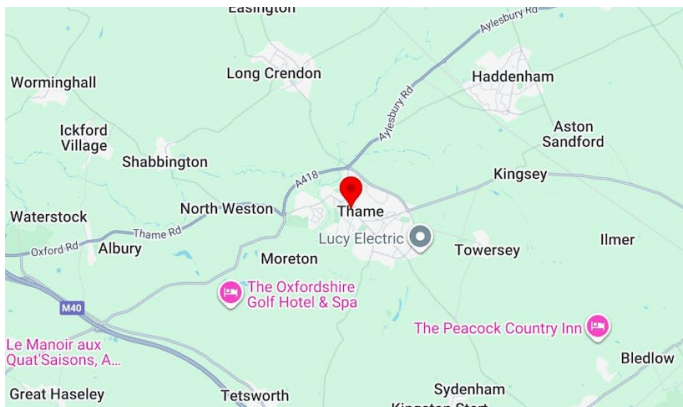 Easington
Aylesbury Rd
Long Crendon
Haddenham
Worminghall
Aylesbury Rd
Aston
Sandford
Ickford
Village
Shabbington
A418
Kingsey
North Weston
Thame
Waterstock
Thame Rd
Lucy Electric
Oxford Rd
Albury
Moreton
Towersey
Ilmer
The Oxfordshire
Golf Hotel & Spa
M40
The Peacock Country Inn
Le Manoir aux
Quat'Saisons, A...
Bledlow
Great Haseley
Tetsworth
Sydenham